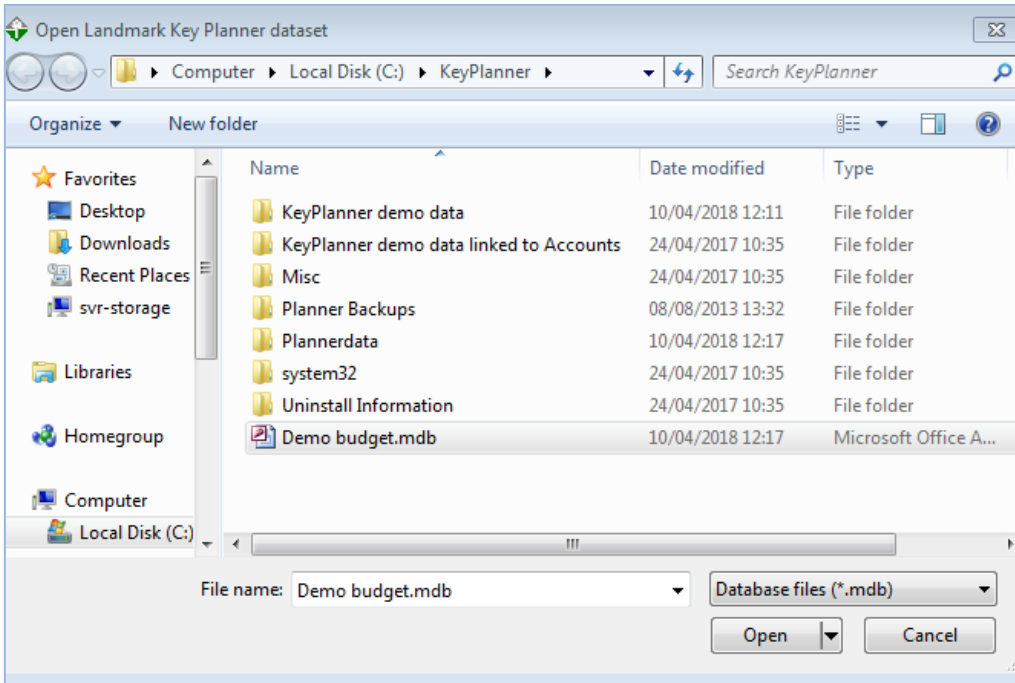 Open Landmark Key Planner dataset
Computer Local Disk (C:) KeyPlanner Search KeyPlanner
Organize New folder
Name Date modified Type
Favorites
Desktop
Downloads
Recent Places
svr-storage
Libraries
Homegroup
Computer
Local Disk (C:)
KeyPlanner demo data 10/04/2018 12:11 File folder
KeyPlanner demo data linked to Accounts 24/04/2017 10:35 File folder
Misc 24/04/2017 10:35 File folder
Planner Backups 08/08/2013 13:32 File folder
Plannerdata 10/04/2018 12:17 File folder
system32 24/04/2017 10:35 File folder
Uninstall Information 24/04/2017 10:35 File folder
Demo budget.mdb 10/04/2018 12:17 Microsoft Office A...
File name: Demo budget.mdb Database files (*.mdb)
Open Cancel